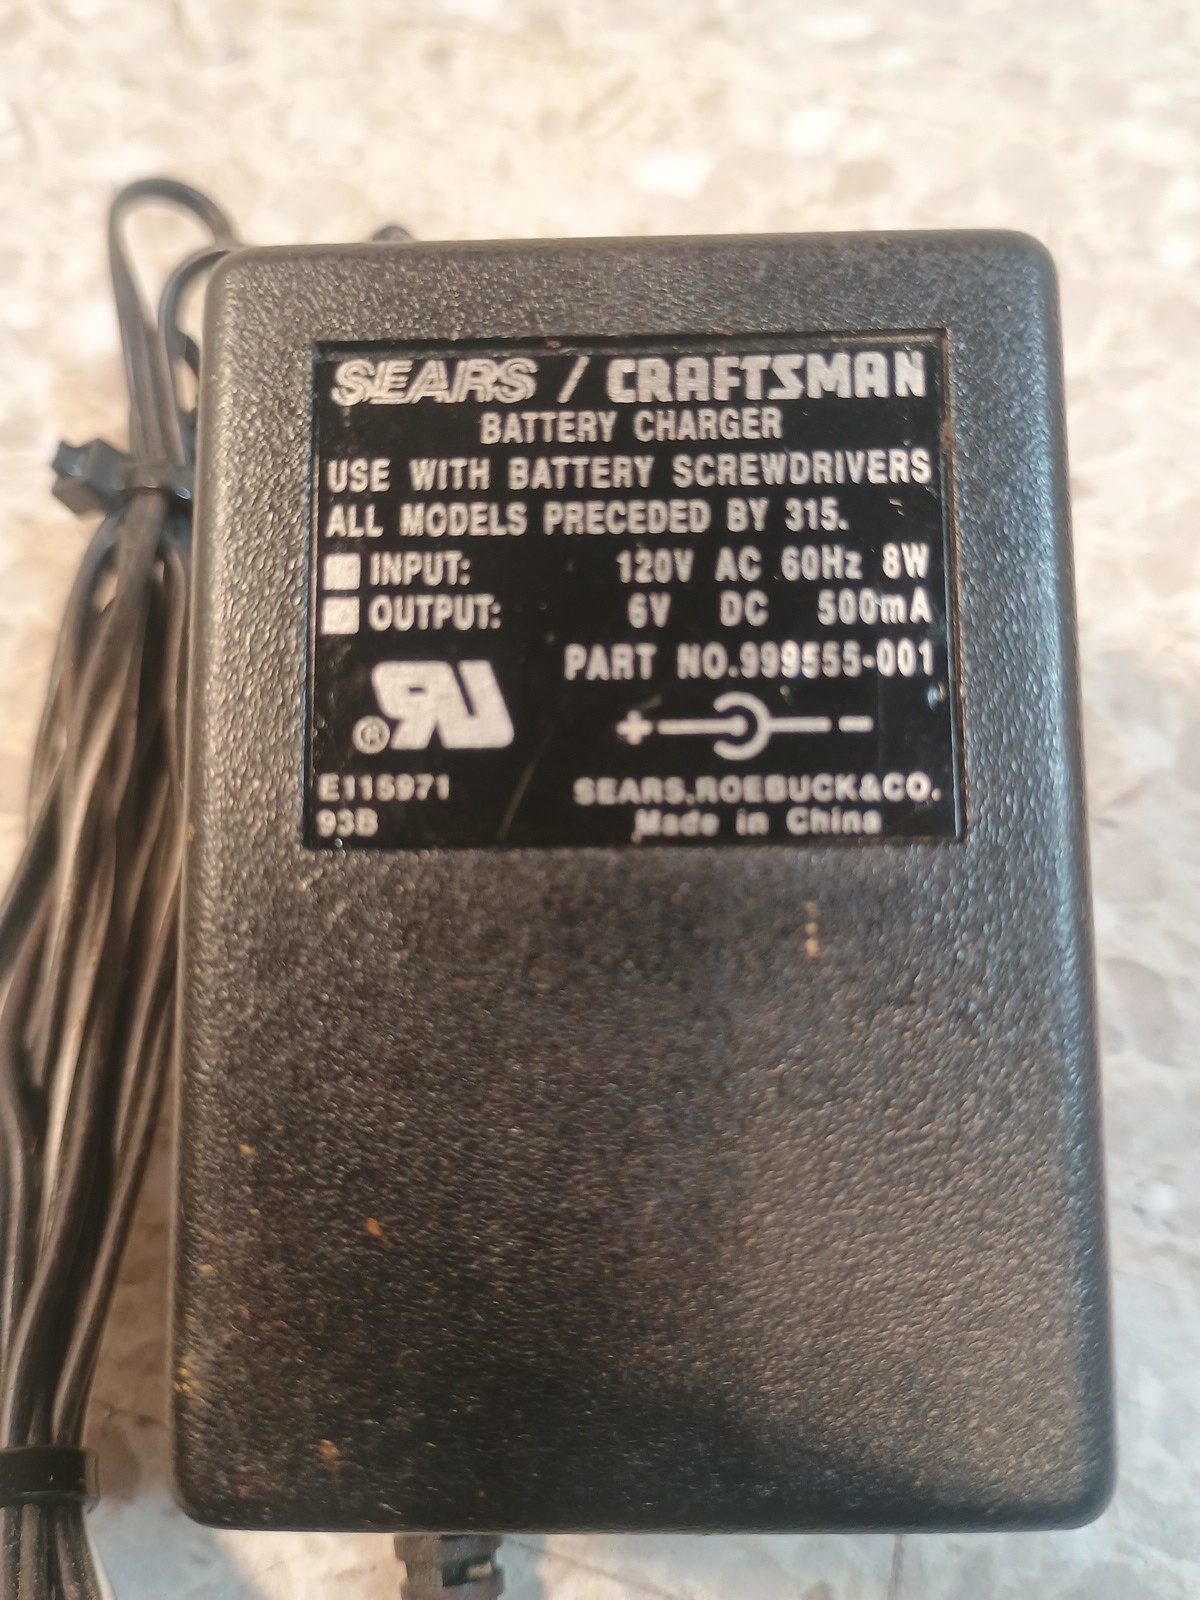 SEARS / CRAFTSMAN
BATTERY CHARGER
USE WITH BATTERY SCREWDRIVERS
ALL MODELS PRECEDED BY 315.
INPUT: 120V AC 60Hz 8W
OUTPUT: 6V DC 500mA
PART NO.999555-001
+ -
®
E115971
93B
SEARS,ROEBUCK&CO.
Made in China